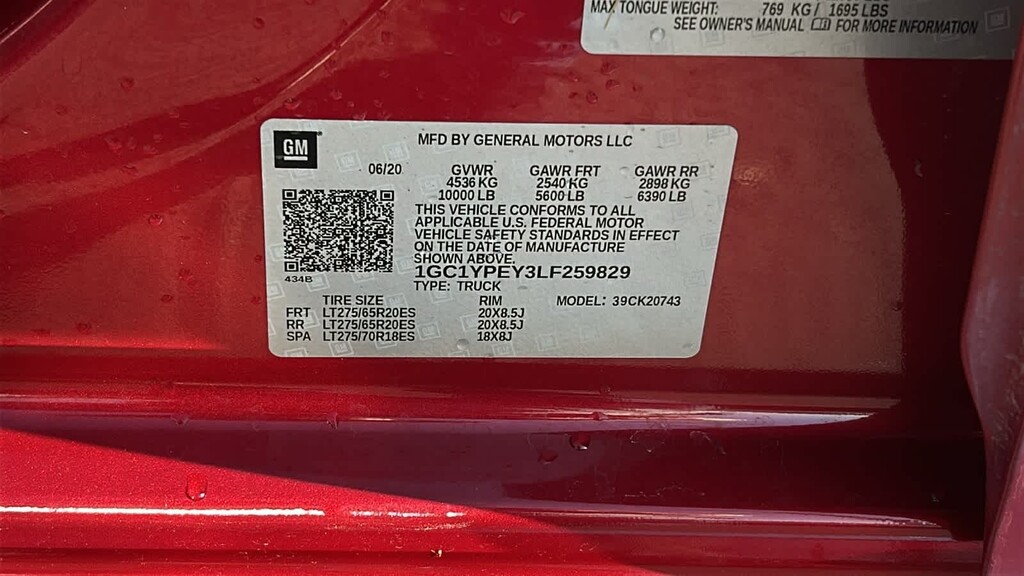 MAX TONGUE WEIGHT: 769 KG / 1695 LBS
SEE OWNER'S MANUAL FOR MORE INFORMATION
GM
MFD BY GENERAL MOTORS LLC
06/20 GVWR GAWR FRT GAWR RR
4536 KG 2540 KG 2898 KG
10000 LB 5600 LB 6390 LB
THIS VEHICLE CONFORMS TO ALL
APPLICABLE U.S. FEDERAL MOTOR
VEHICLE SAFETY STANDARDS IN EFFECT
ON THE DATE OF MANUFACTURE
SHOWN ABOVE.
434B
1GC1YPEY3LF259829
TYPE: TRUCK
TIRE SIZE RIM MODEL: 39CK20743
FRT LT275/65R20ES 20X8.5J
RR LT275/65R20ES 20X8.5J
SPA LT275/70R18ES 18X8J